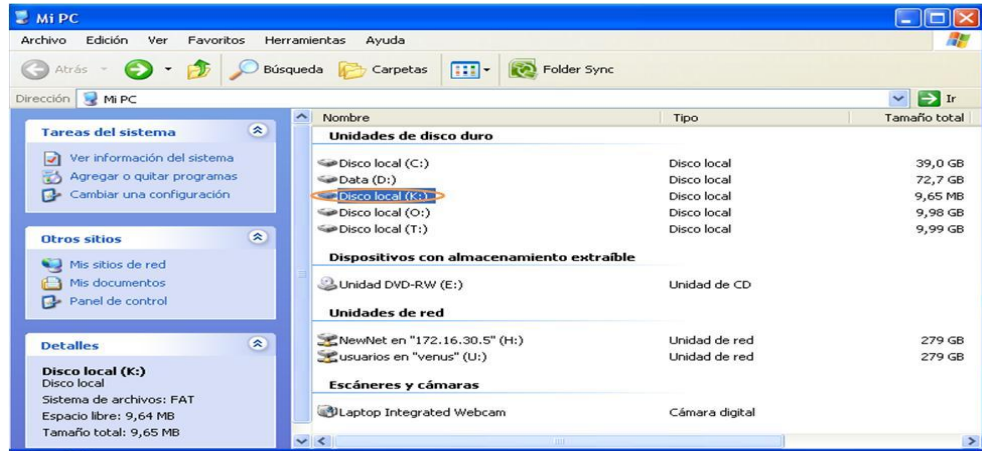 Mi PC
Archivo Edición Ver Favoritos Herramientas Ayuda
Atrás Búsqueda Carpetas Folder Sync
Dirección Mi PC Ir
Tareas del sistema
Ver información del sistema
Agregar o quitar programas
Cambiar una configuración
Otros sitios
Mis sitios de red
Mis documentos
Panel de control
Detalles
Disco local (K:)
Disco local
Sistema de archivos: FAT
Espacio libre: 9,64 MB
Tamaño total: 9,65 MB
Nombre Tipo Tamaño total
Unidades de disco duro
Disco local (C:) Disco local 39,0 GB
Data (D:) Disco local 72,7 GB
Disco local (K:) Disco local 9,65 MB
Disco local (O:) Disco local 9,98 GB
Disco local (T:) Disco local 9,99 GB
Dispositivos con almacenamiento extraíble
Unidad DVD-RW (E:) Unidad de CD
Unidades de red
NewNet en "172.16.30.5" (H:) Unidad de red 279 GB
usuarios en "venus" (U:) Unidad de red 279 GB
Escáneres y cámaras
Laptop Integrated Webcam Cámara digital